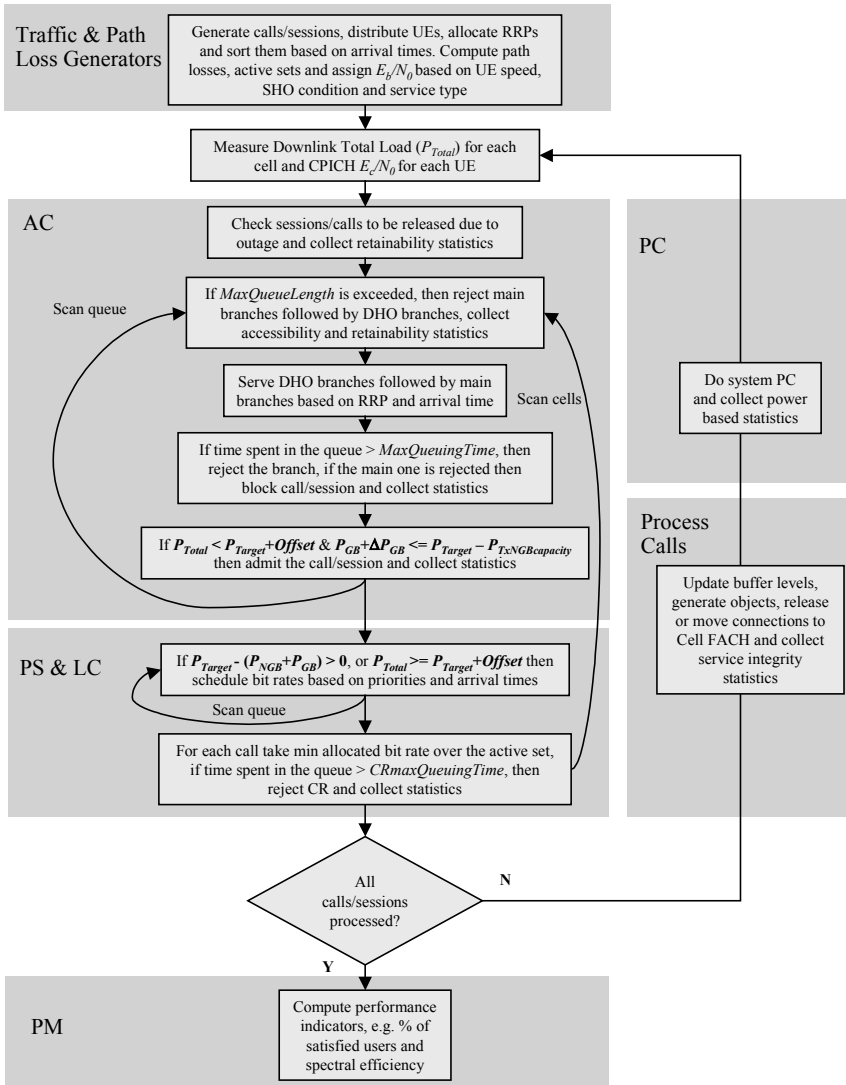 Traffic & Path
Loss Generators
Generate calls/sessions, distribute UEs, allocate RRPs
and sort them based on arrival times. Compute path
losses, active sets and assign Eb/N0 based on UE speed,
SHO condition and service type
Measure Downlink Total Load (PTotal) for each
cell and CPICH Ec/N0 for each UE
AC
Check sessions/calls to be released due to
outage and collect retainability statistics
Scan queue
If MaxQueueLength is exceeded, then reject main
branches followed by DHO branches, collect
accessibility and retainability statistics
Serve DHO branches followed by main
branches based on RRP and arrival time
Scan cells
If time spent in the queue > MaxQueuingTime, then
reject the branch, if the main one is rejected then
block call/session and collect statistics
If PTotal < PTarget+Offset & PGB+ΔPGB <= PTarget – PTxNGBcapacity
then admit the call/session and collect statistics
PS & LC
If PTarget - (PNGB+PGB) > 0, or PTotal >= PTarget+Offset then
schedule bit rates based on priorities and arrival times
Scan queue
For each call take min allocated bit rate over the active set,
if time spent in the queue > CRmaxQueuingTime, then
reject CR and collect statistics
All
calls/sessions
processed?
N
Y
PC
Do system PC
and collect power
based statistics
Process
Calls
Update buffer levels,
generate objects, release
or move connections to
Cell FACH and collect
service integrity
statistics
PM
Compute performance
indicators, e.g. % of
satisfied users and
spectral efficiency